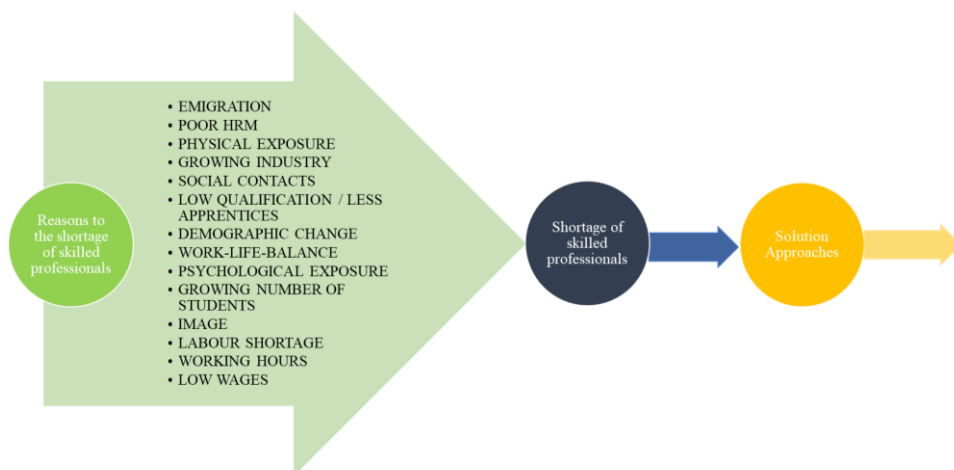 Reasons to
the shortage
of skilled
professionals
• EMIGRATION
• POOR HRM
• PHYSICAL EXPOSURE
• GROWING INDUSTRY
• SOCIAL CONTACTS
• LOW QUALIFICATION / LESS
APPRENTICES
• DEMOGRAPHIC CHANGE
• WORK-LIFE-BALANCE
• PSYCHOLOGICAL EXPOSURE
• GROWING NUMBER OF
STUDENTS
• IMAGE
• LABOUR SHORTAGE
• WORKING HOURS
• LOW WAGES
Shortage of
skilled
professionals
Solution
Approaches